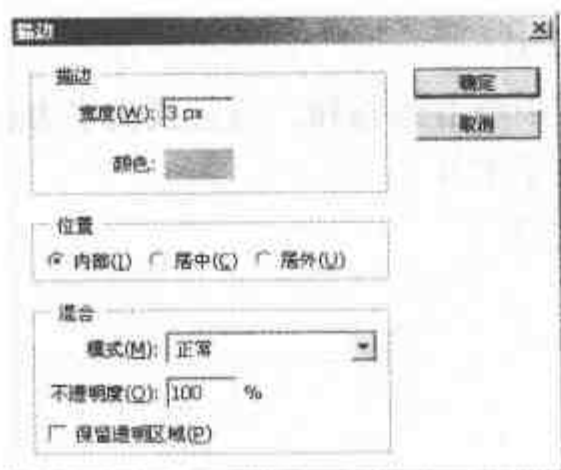 描边
描边
确定
宽度(W): 3 px
取消
颜色:
位置
内部(I) 居中(C) 居外(U)
混合
模式(M): 正常
不透明度(O): 100 %
保留透明区域(P)